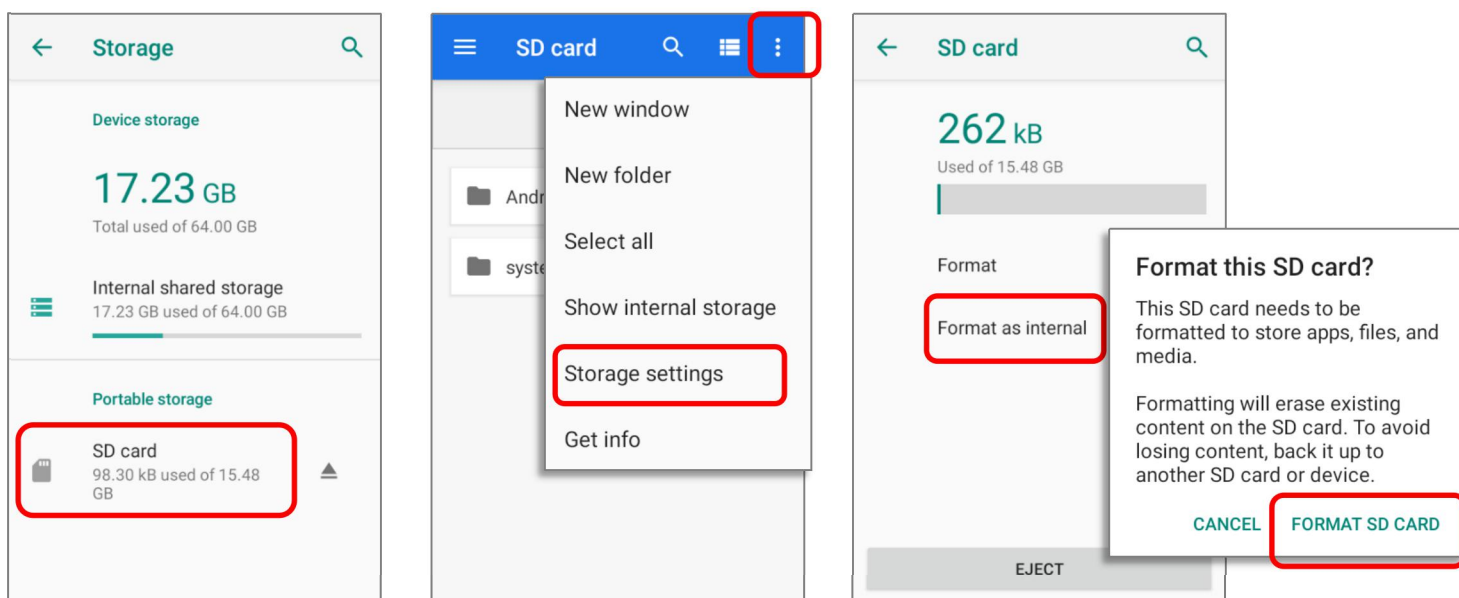 Storage
Device storage
17.23 GB
Total used of 64.00 GB
Internal shared storage
17.23 GB used of 64.00 GB
Portable storage
SD card
98.30 kB used of 15.48
GB
SD card
New window
New folder
Andr
Select all
syste
Show internal storage
Storage settings
Get info
SD card
262 kB
Used of 15.48 GB
Format
Format as internal
EJECT
Format this SD card?
This SD card needs to be
formatted to store apps, files, and
media.
Formatting will erase existing
content on the SD card. To avoid
losing content, back it up to
another SD card or device.
CANCEL FORMAT SD CARD